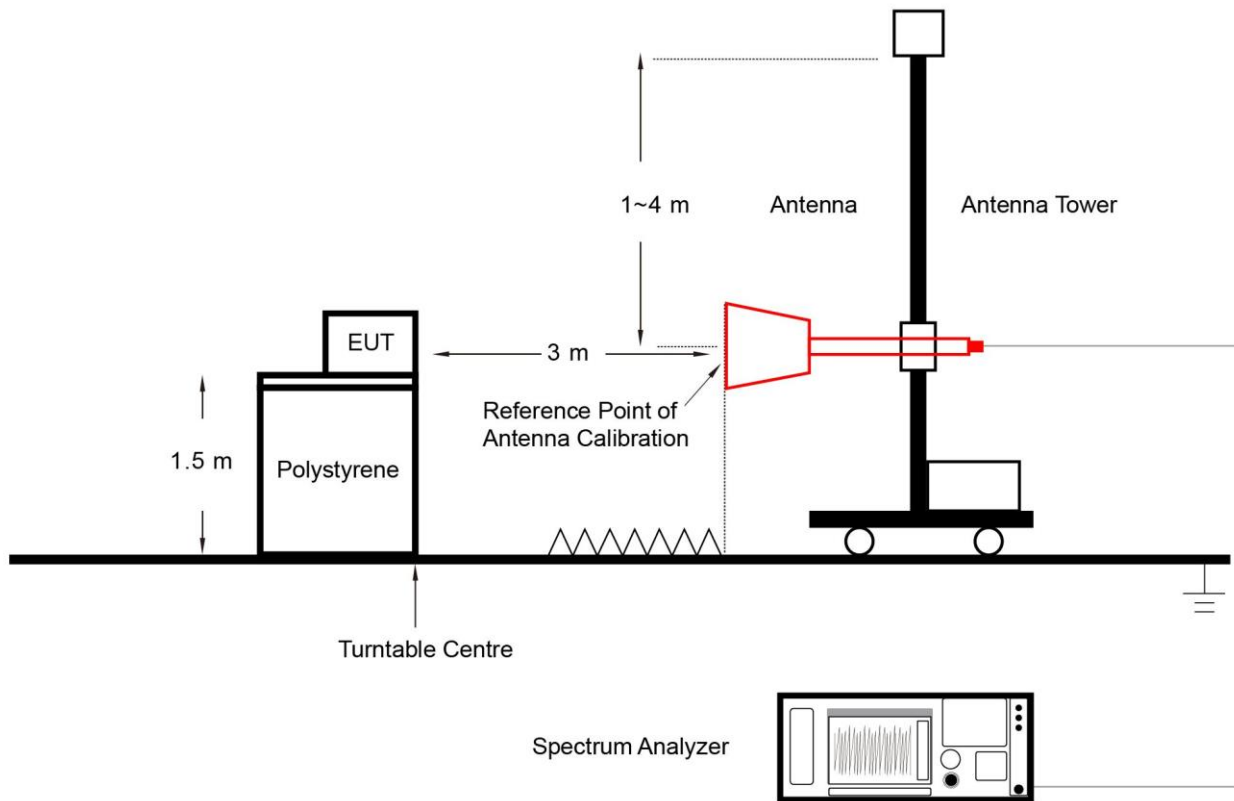 1~4 m
Antenna
Antenna Tower
EUT
3 m
Reference Point of
Antenna Calibration
1.5 m
Polystyrene
Turntable Centre
Spectrum Analyzer